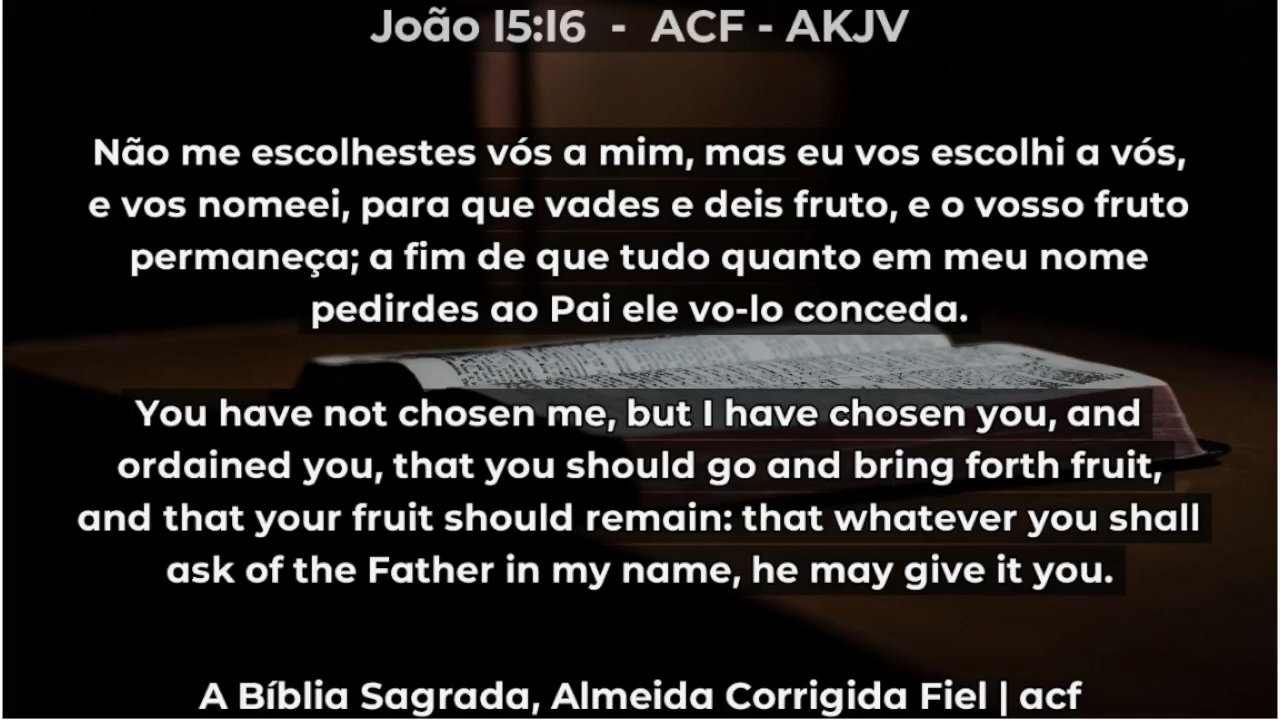 João 15:16 - ACF - AKJV
Não me escolhestes vós a mim, mas eu vos escolhi a vós,
e vos nomeei, para que vades e deis fruto, e o vosso fruto
permaneça; a fim de que tudo quanto em meu nome
pedirdes ao Pai ele vo-lo conceda.
You have not chosen me, but I have chosen you, and
ordained you, that you should go and bring forth fruit,
and that your fruit should remain: that whatever you shall
ask of the Father in my name, he may give it you.
A Bíblia Sagrada, Almeida Corrigida Fiel | acf